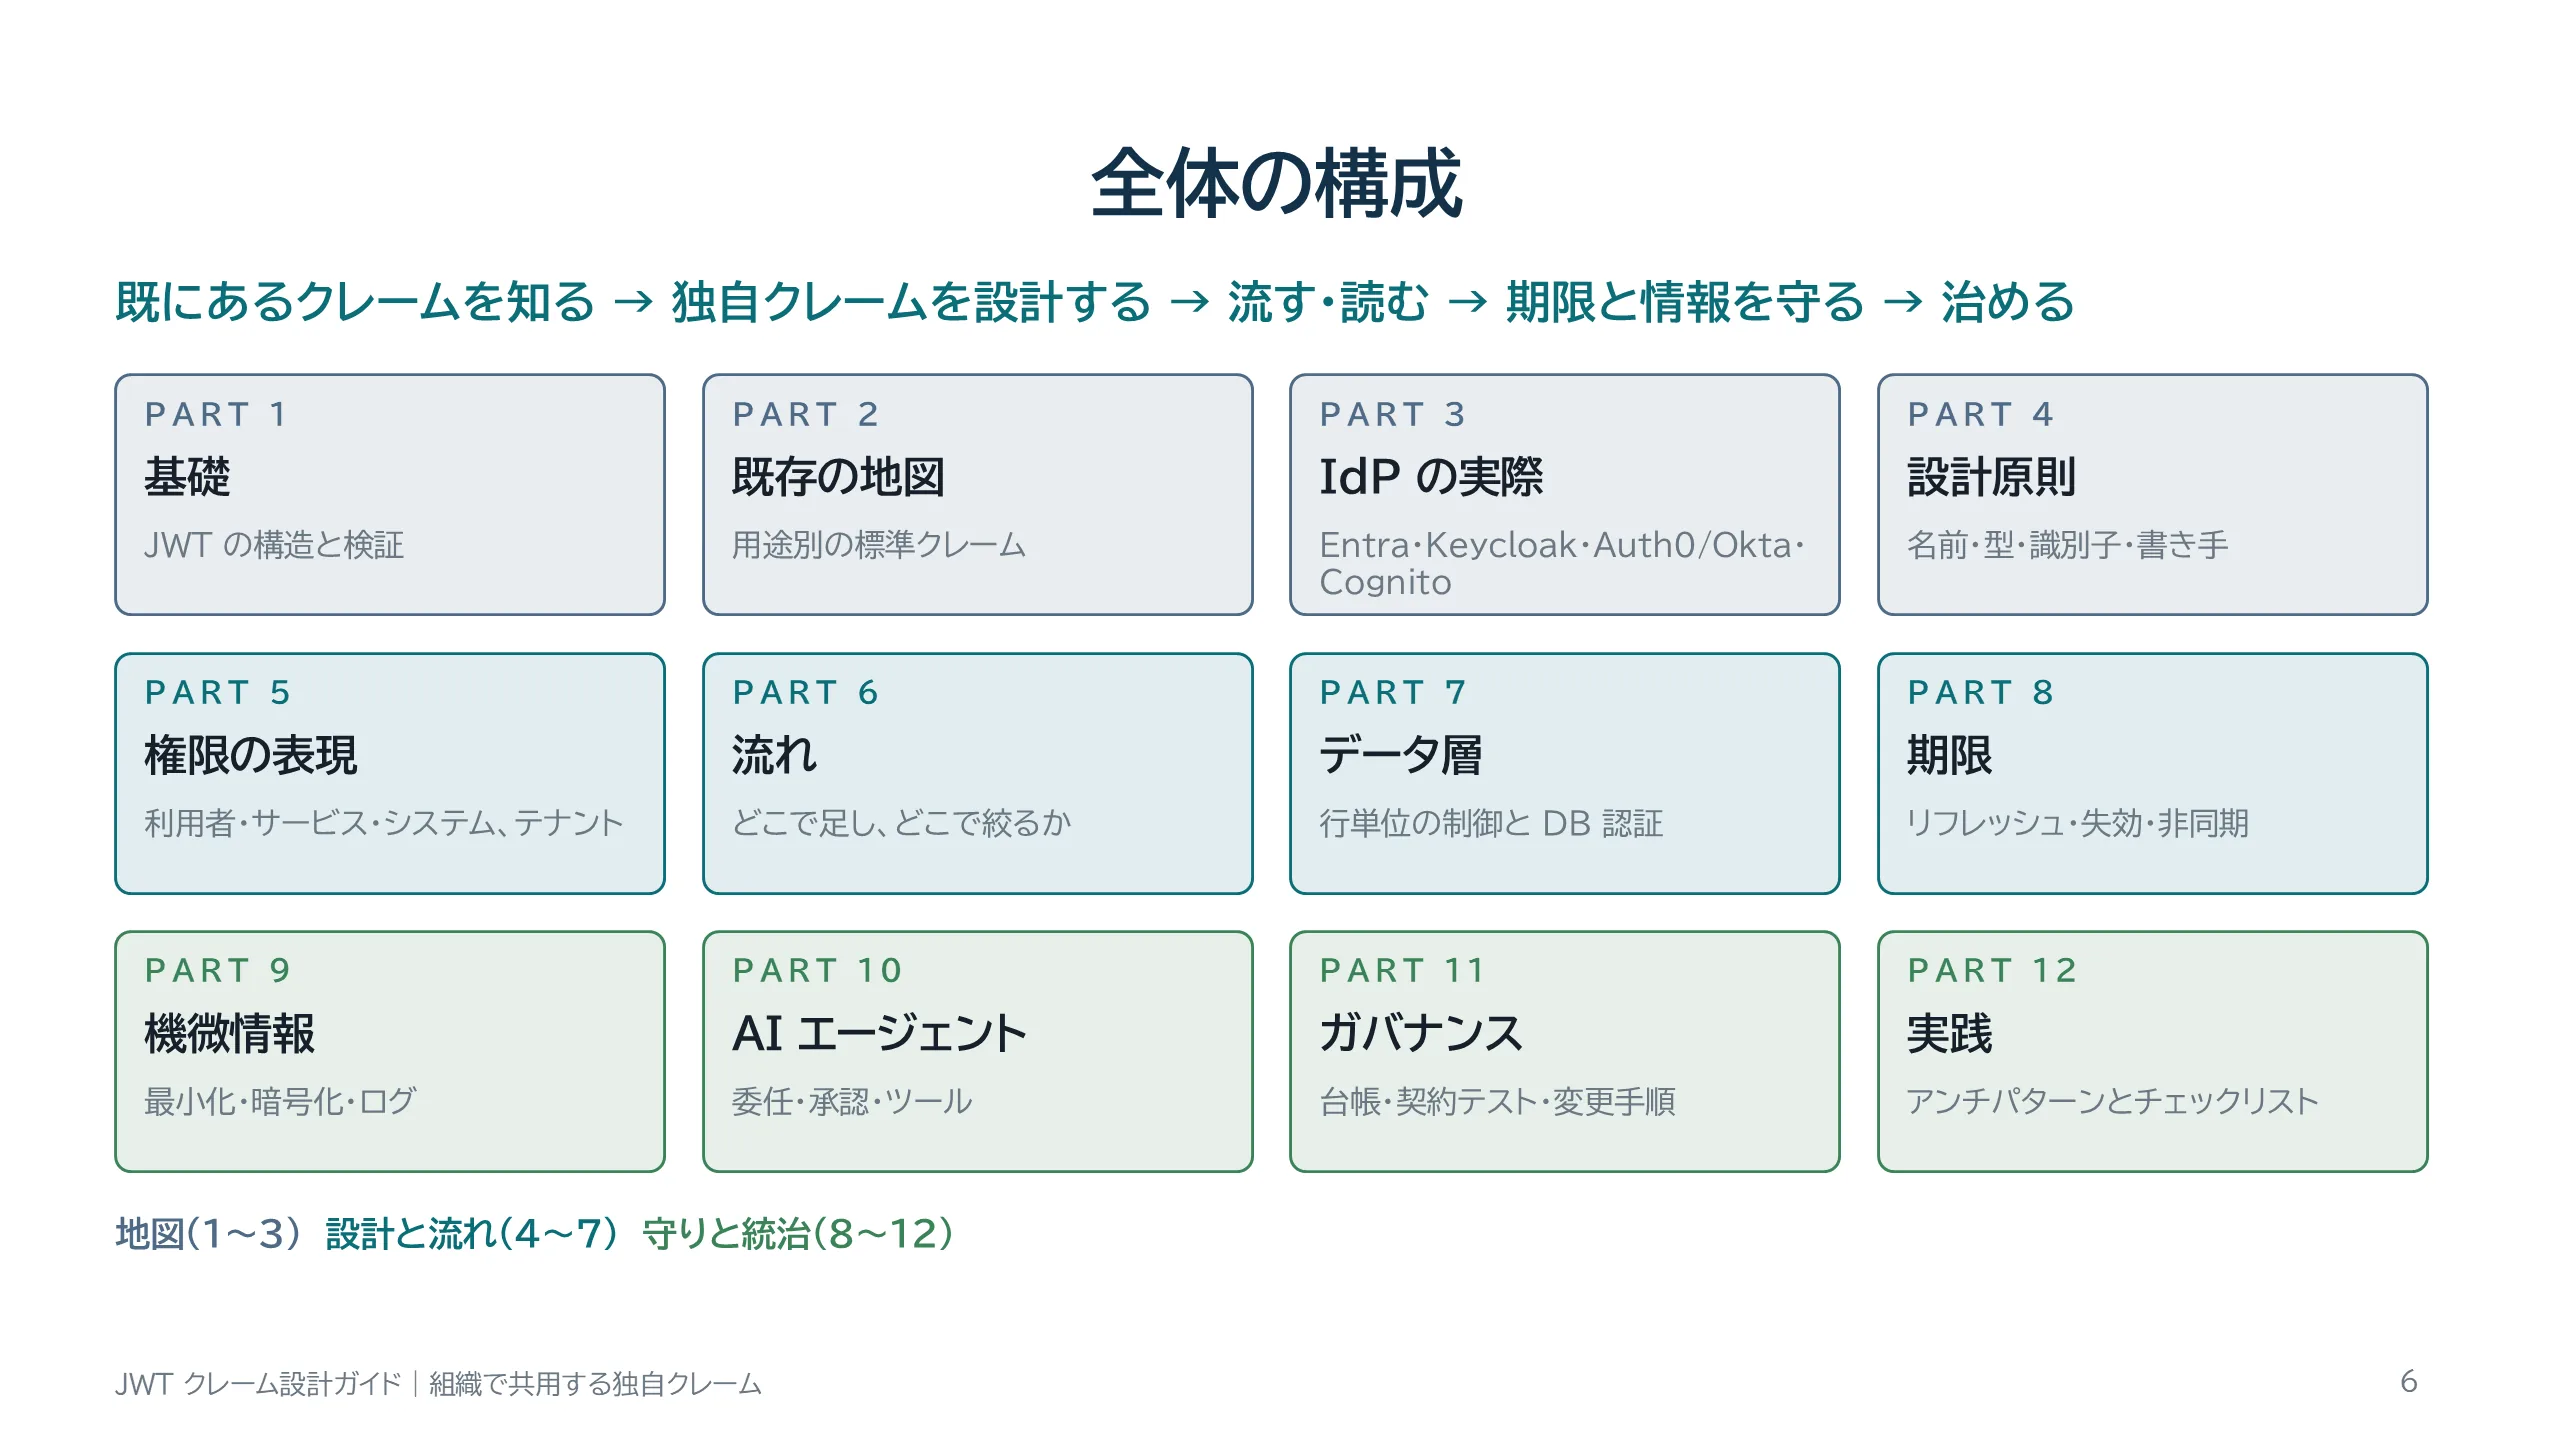 全体の構成
既にあるクレームを知る → 独自クレームを設計する → 流す・読む → 期限と情報を守る → 治める
PART 1
基礎
JWT の構造と検証
PART 2
既存の地図
用途別の標準クレーム
PART 3
IdP の実際
Entra・Keycloak・Auth0/Okta・
Cognito
PART 4
設計原則
名前・型・識別子・書き手
PART 5
権限の表現
利用者・サービス・システム、テナント
PART 6
流れ
どこで足し、どこで絞るか
PART 7
データ層
行単位の制御と DB 認証
PART 8
期限
リフレッシュ・失効・非同期
PART 9
機微情報
最小化・暗号化・ログ
PART 10
AI エージェント
委任・承認・ツール
PART 11
ガバナンス
台帳・契約テスト・変更手順
PART 12
実践
アンチパターンとチェックリスト
地図（1〜3） 設計と流れ（4〜7） 守りと統治（8〜12）
JWT クレーム設計ガイド｜組織で共用する独自クレーム
6